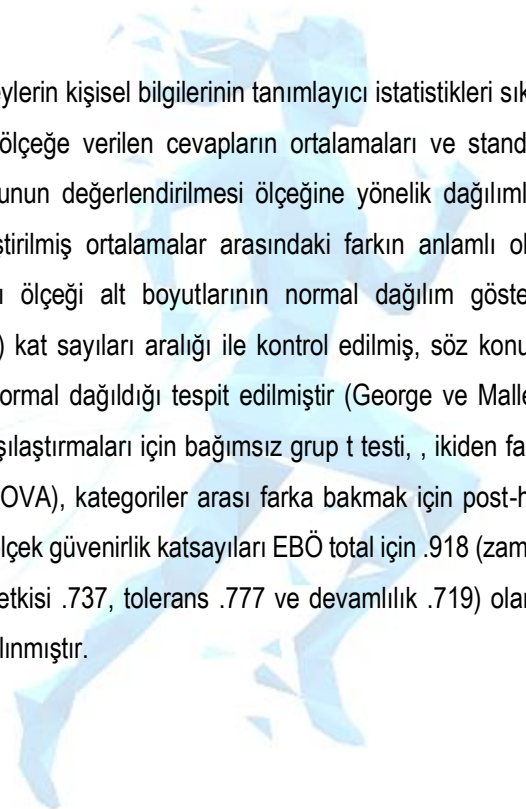 eylerin kişisel bilgilerinin tanımlayıcı istatistikleri sık
ölçeğe verilen cevapların ortalamaları ve stand
unun değerlendirilmesi ölçeğine yönelik dağılıml
ştirilmiş ortalamalar arasındaki farkın anlamlı ol
ı ölçeği alt boyutlarının normal dağılım göste
) kat sayıları aralığı ile kontrol edilmiş, söz konu
ormal dağıldığı tespit edilmiştir (George ve Malle
şılaştırmaları için bağımsız grup t testi, , ikiden fa
OVA), kategoriler arası farka bakmak için post-h
lçek güvenirlik katsayıları EBÖ total için .918 (zam
etkisi .737, tolerans .777 ve devamlılık .719) olar
lınmıştır.